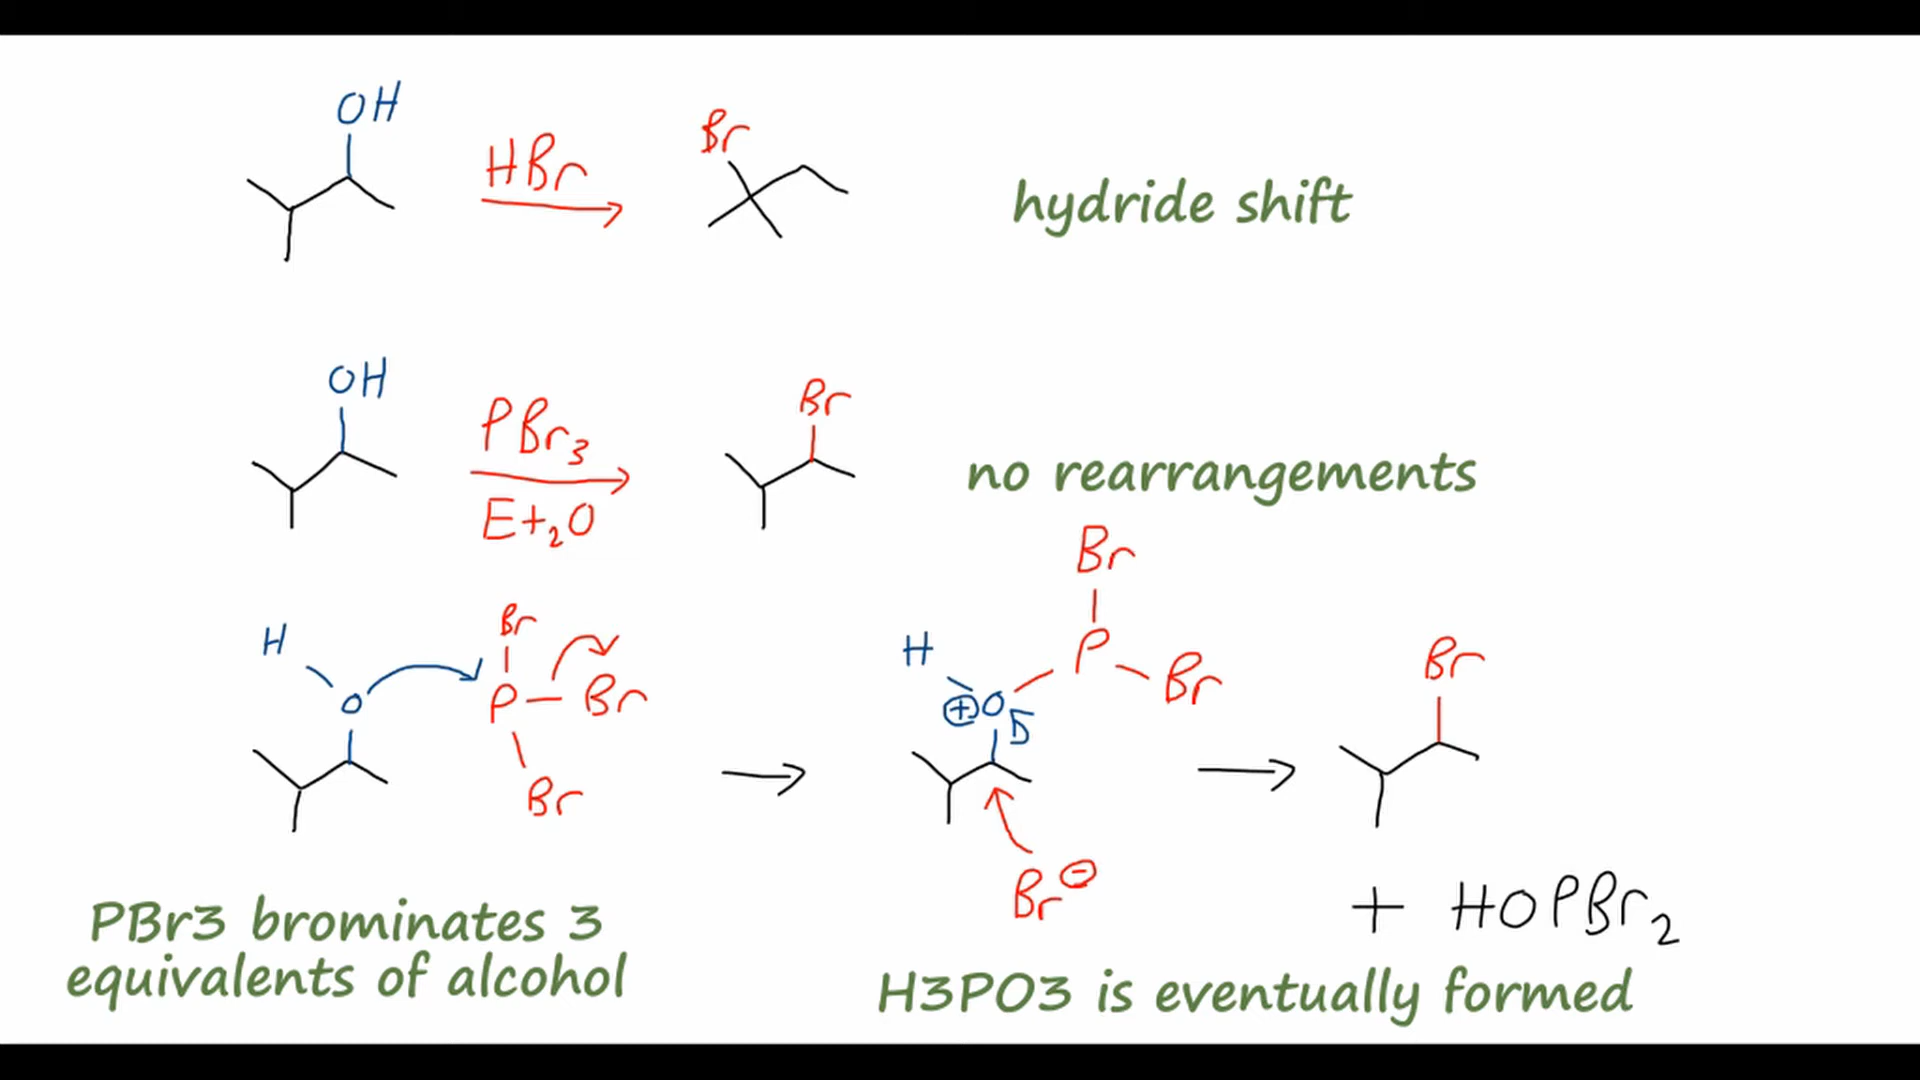 OH
HBr
Br
hydride shift
OH
PBr3
Et2O
Br
no rearrangements
H
O
Br
P
Br
Br
H
⊕O
Br
P
Br
Br⊖
Br
+ HOPBr2
PBr3 brominates 3
equivalents of alcohol
H3PO3 is eventually formed